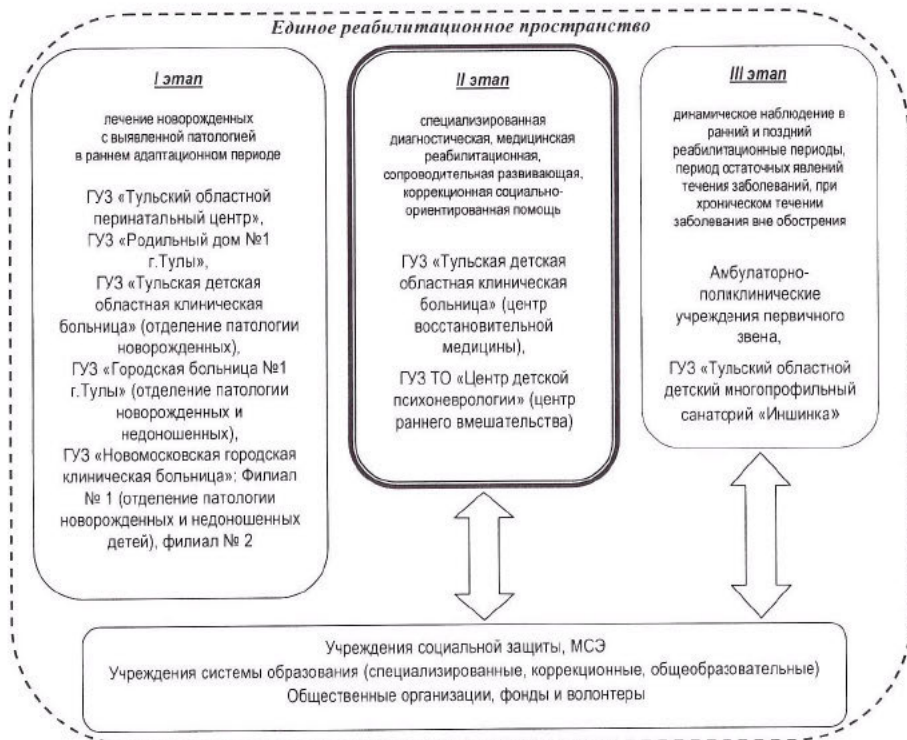 Единое реабилитационное пространство
I этап
лечение новорожденных
с выявленной патологией
в раннем адаптационном периоде
ГУЗ «Тульский областной
перинатальный центр»,
ГУЗ «Родильный дом №1
г.Тулы»,
ГУЗ «Тульская детская
областная клиническая
больница» (отделение патологии
новорожденных),
ГУЗ «Городская больница №1
г.Тулы» (отделение патологии
новорожденных и
недоношенных),
ГУЗ «Новомосковская городская
клиническая больница»: Филиал
№ 1 (отделение патологии
новорожденных и недоношенных
детей), филиал № 2
II этап
специализированная
диагностическая, медицинская
реабилитационная,
сопроводительная развивающая,
коррекционная социально-
ориентированная помощь
ГУЗ «Тульская детская
областная клиническая
больница» (центр
восстановительной
медицины),
ГУЗ ТО «Центр детской
психоневрологии» (центр
раннего вмешательства)
III этап
динамическое наблюдение в
ранний и поздний
реабилитационные периоды,
период остаточных явлений
течения заболеваний, при
хроническом течении
заболевания вне обострения
Амбулаторно-
поликлинические
учреждения первичного
звена,
ГУЗ «Тульский областной
детский многопрофильный
санаторий «Иншинка»
Учреждения социальной защиты, МСЭ
Учреждения системы образования (специализированные, коррекционные, общеобразовательные)
Общественные организации, фонды и волонтеры